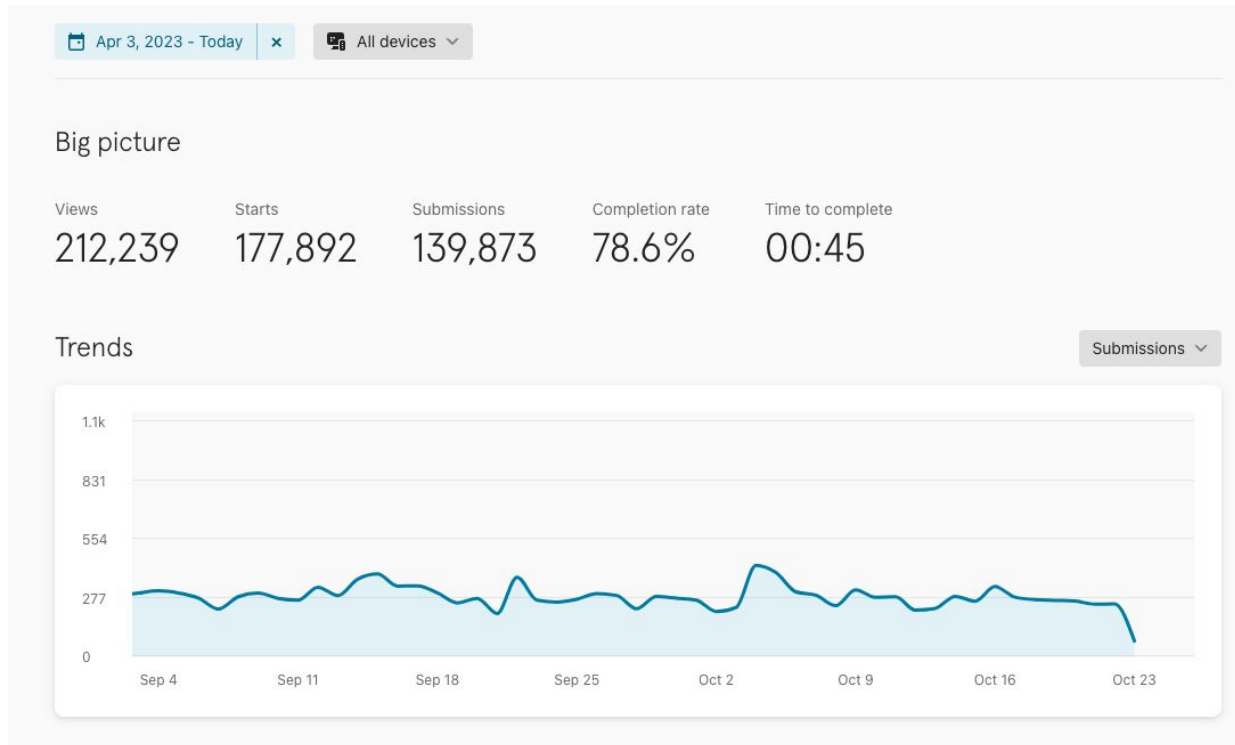 Apr 3, 2023 - Today × All devices
Big picture
Views Starts Submissions Completion rate Time to complete
212,239 177,892 139,873 78.6% 00:45
Trends Submissions
1.1k
831
554
277
0
Sep 4 Sep 11 Sep 18 Sep 25 Oct 2 Oct 9 Oct 16 Oct 23